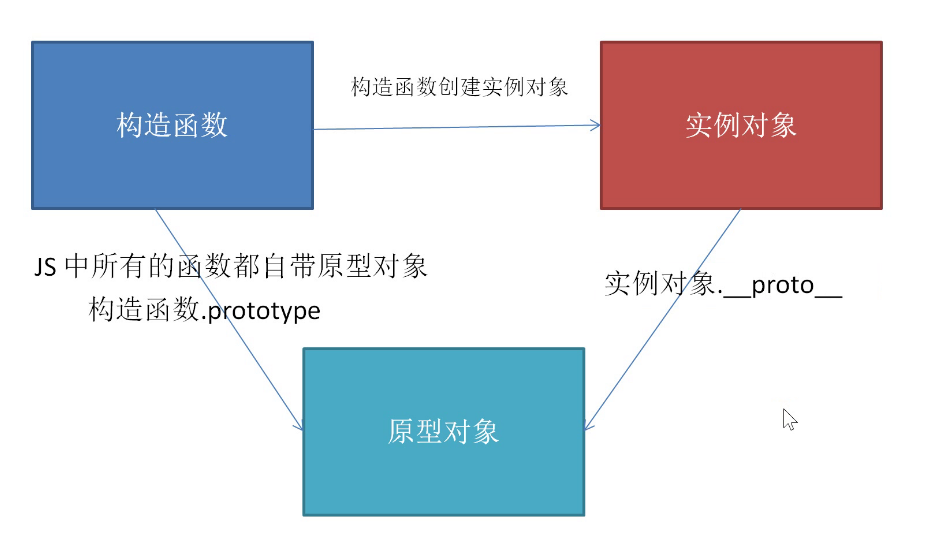 构造函数创建实例对象
构造函数
实例对象
JS 中所有的函数都自带原型对象
构造函数.prototype
实例对象.__proto__
原型对象